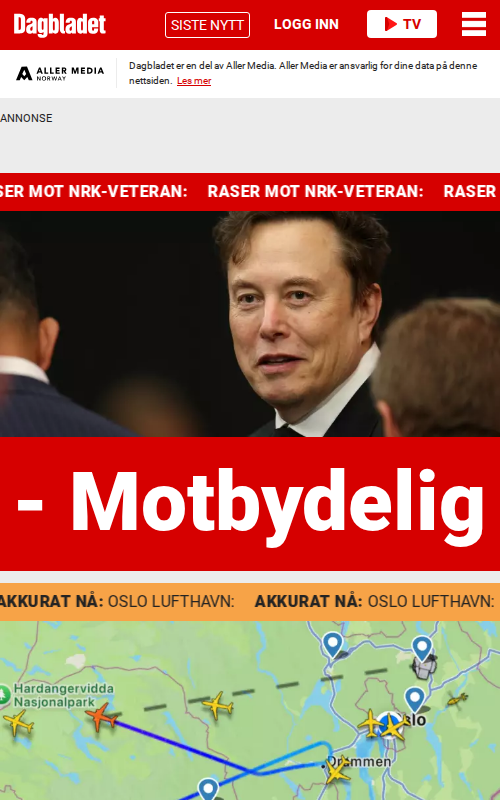 Dagbladet
SISTE NYTT
LOGG INN
TV
ALLER MEDIA
NORWAY
Dagbladet er en del av Aller Media. Aller Media er ansvarlig for dine data på denne
nettsiden. Les mer
ANNONSE
SER MOT NRK-VETERAN: RASER MOT NRK-VETERAN: RASER
- Motbydelig
AKKURAT NÅ: OSLO LUFTHAVN: AKKURAT NÅ: OSLO LUFTHAVN:
Hardangervidda
Nasjonalpark
slo
Drammen